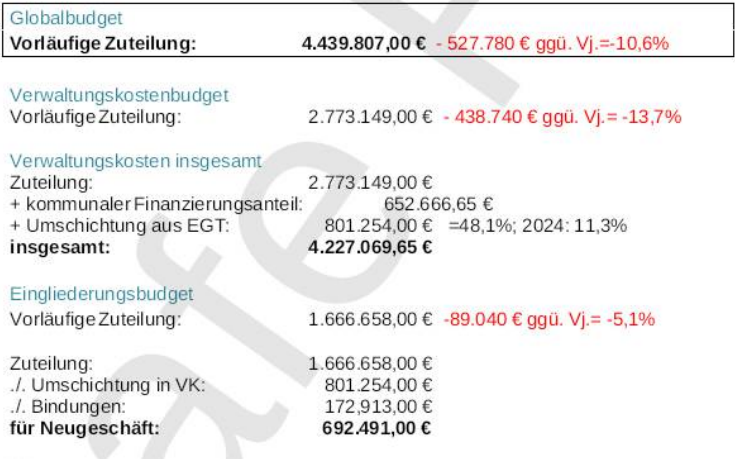 Globalbudget
Vorläufige Zuteilung: 4.439.807,00 € - 527.780 € ggü. Vj.=-10,6%
Verwaltungskostenbudget
Vorläufige Zuteilung: 2.773.149,00 € - 438.740 € ggü. Vj.= -13,7%
Verwaltungskosten insgesamt
Zuteilung: 2.773.149,00 €
+ kommunaler Finanzierungsanteil: 652.666,65 €
+ Umschichtung aus EGT: 801.254,00 € =48,1%; 2024: 11,3%
insgesamt: 4.227.069,65 €
Eingliederungsbudget
Vorläufige Zuteilung: 1.666.658,00 € -89.040 € ggü. Vj.= -5,1%
Zuteilung: 1.666.658,00 €
./. Umschichtung in VK: 801.254,00 €
./. Bindungen: 172,913,00 €
für Neugeschäft: 692.491,00 €